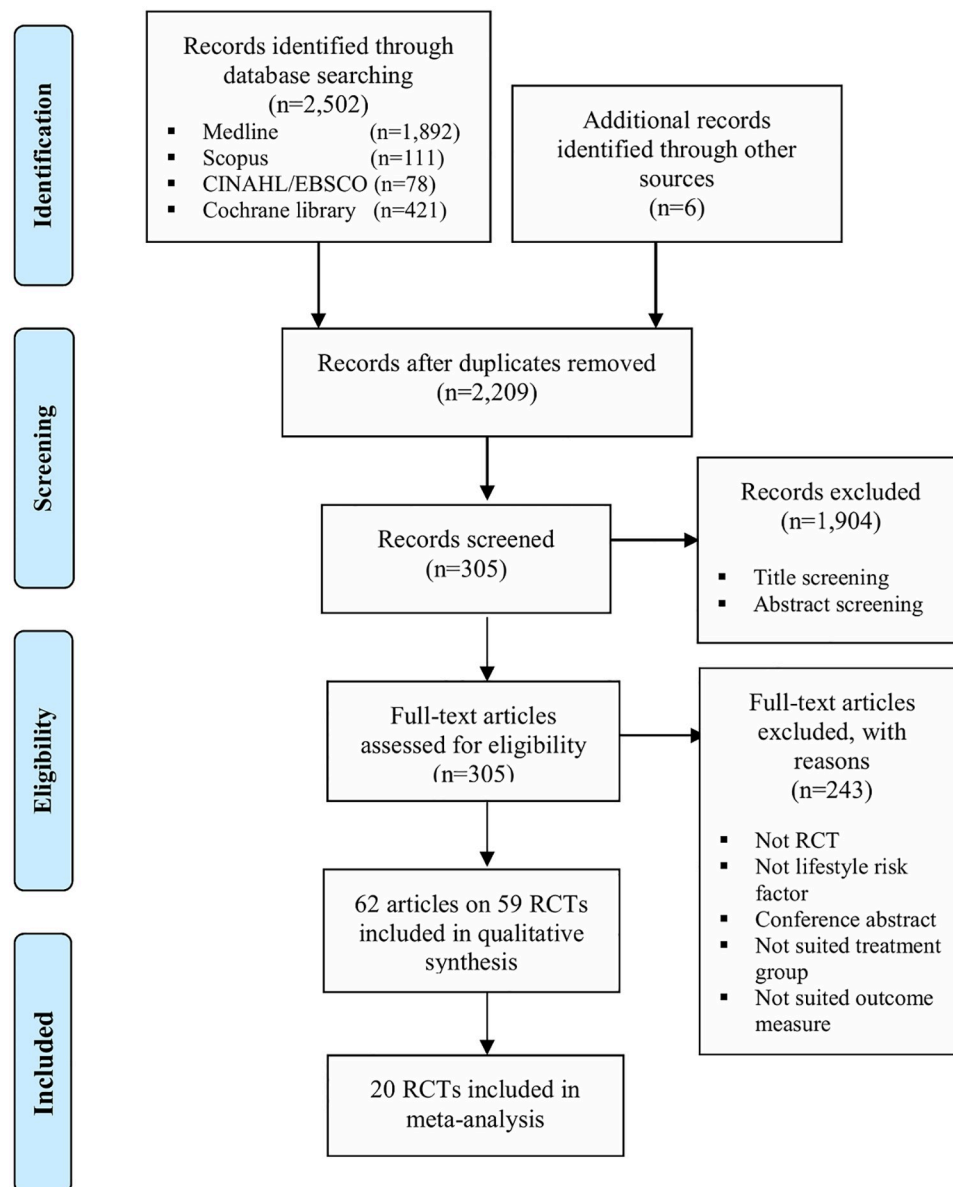 Identification
Records identified through
database searching
(n=2,502)
▪ Medline (n=1,892)
▪ Scopus (n=111)
▪ CINAHL/EBSCO (n=78)
▪ Cochrane library (n=421)
Additional records
identified through other
sources
(n=6)
Screening
Records after duplicates removed
(n=2,209)
Records screened
(n=305)
Records excluded
(n=1,904)
▪ Title screening
▪ Abstract screening
Eligibility
Full-text articles
assessed for eligibility
(n=305)
Full-text articles
excluded, with
reasons
(n=243)
▪ Not RCT
▪ Not lifestyle risk
factor
▪ Conference abstract
▪ Not suited treatment
group
▪ Not suited outcome
measure
62 articles on 59 RCTs
included in qualitative
synthesis
Included
20 RCTs included in
meta-analysis